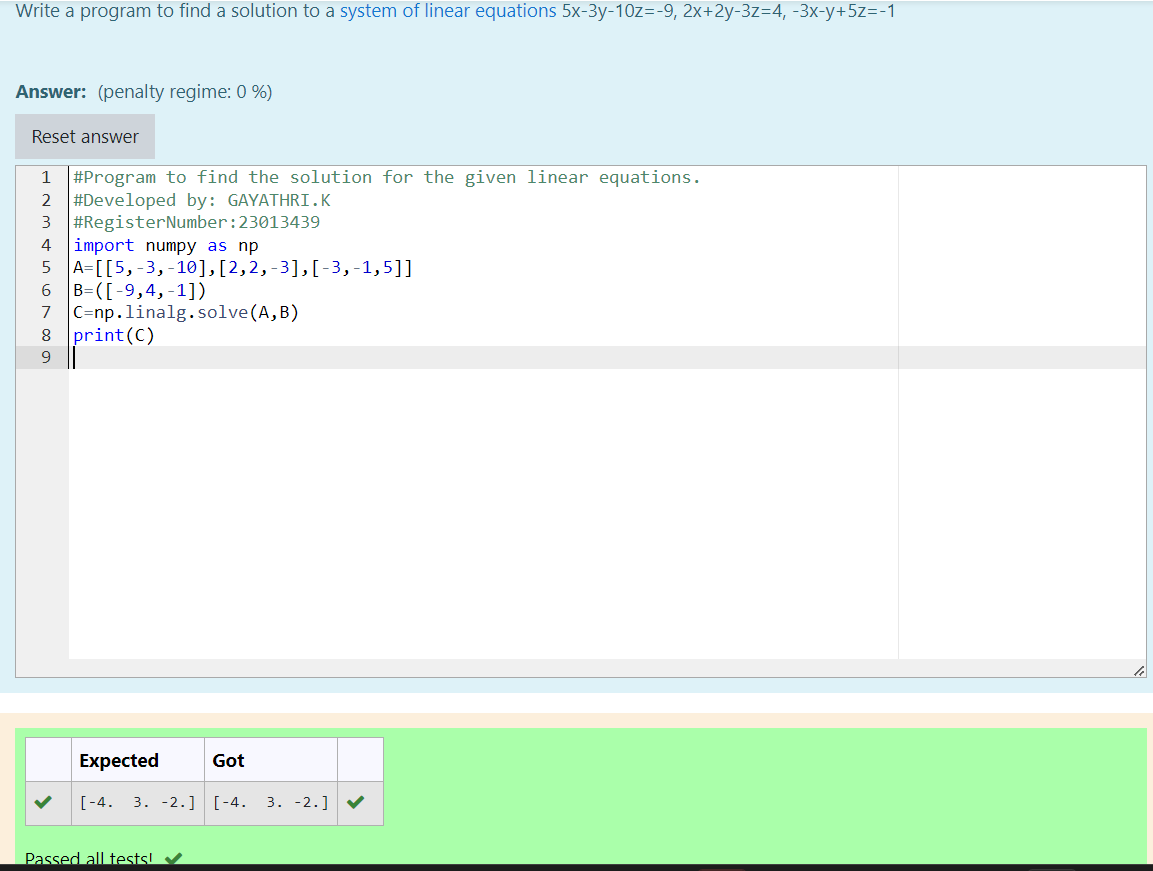 Write a program to find a solution to a system of linear equations 5x-3y-10z=-9, 2x+2y-3z=4, -3x-y+5z=-1
Answer: (penalty regime: 0 %)
Reset answer
1 #Program to find the solution for the given linear equations.
2 #Developed by: GAYATHRI.K
3 #RegisterNumber:23013439
4 import numpy as np
5 A=[[5,-3,-10],[2,2,-3],[-3,-1,5]]
6 B=([-9,4,-1])
7 C=np.linalg.solve(A,B)
8 print(C)
9
Expected Got
[-4.  3. -2.] [-4.  3. -2.]
Passed all tests!